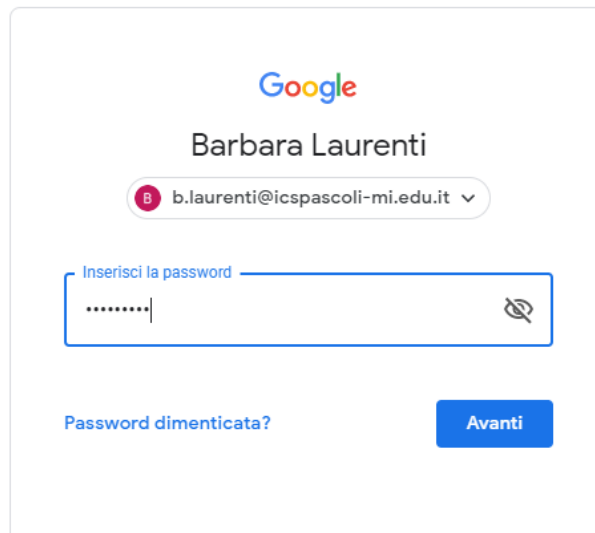 Google
Barbara Laurenti
B b.laurenti@icspascoli-mi.edu.it
Inserisci la password
•••••••••
Password dimenticata? Avanti